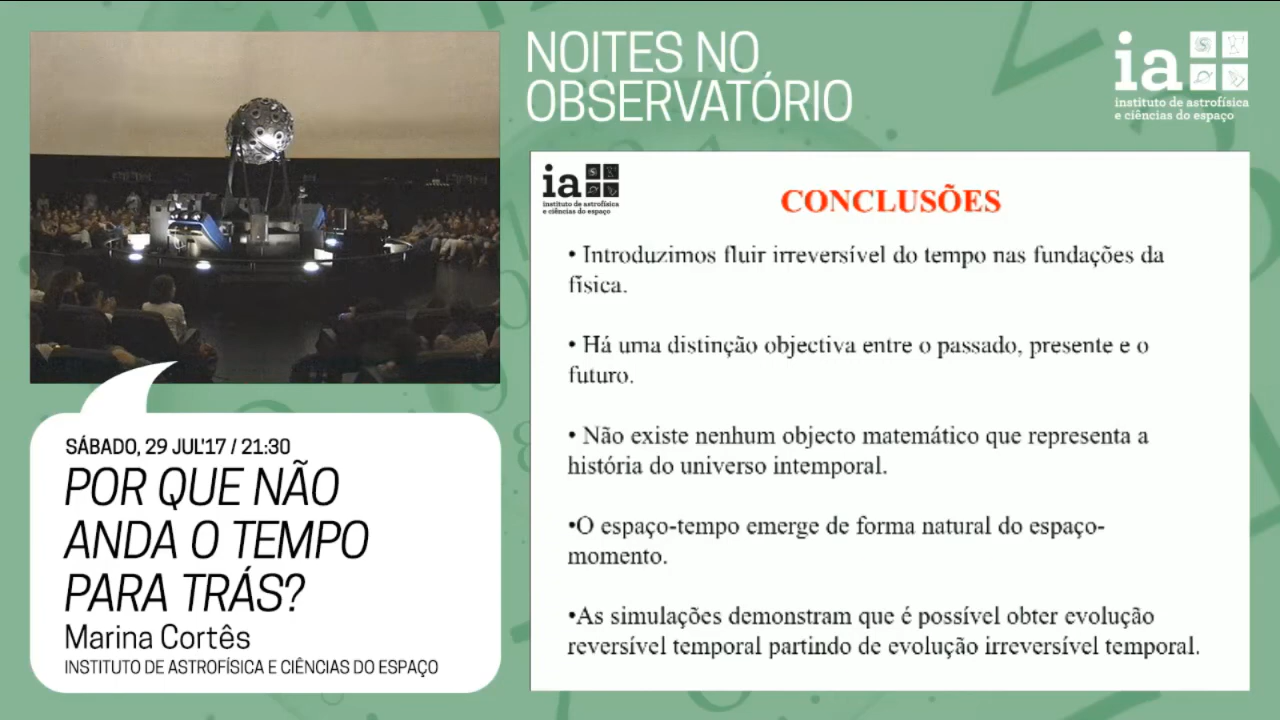 NOITES NO
OBSERVATÓRIO
ia
instituto de astrofísica
e ciências do espaço
ia
instituto de astrofísica
e ciências do espaço
CONCLUSÕES
• Introduzimos fluir irreversível do tempo nas fundações da
física.
• Há uma distinção objectiva entre o passado, presente e o
futuro.
• Não existe nenhum objecto matemático que representa a
história do universo intemporal.
•O espaço-tempo emerge de forma natural do espaço-
momento.
•As simulações demonstram que é possível obter evolução
reversível temporal partindo de evolução irreversível temporal.
SÁBADO, 29 JUL'17 / 21:30
POR QUE NÃO
ANDA O TEMPO
PARA TRÁS?
Marina Cortês
INSTITUTO DE ASTROFÍSICA E CIÊNCIAS DO ESPAÇO